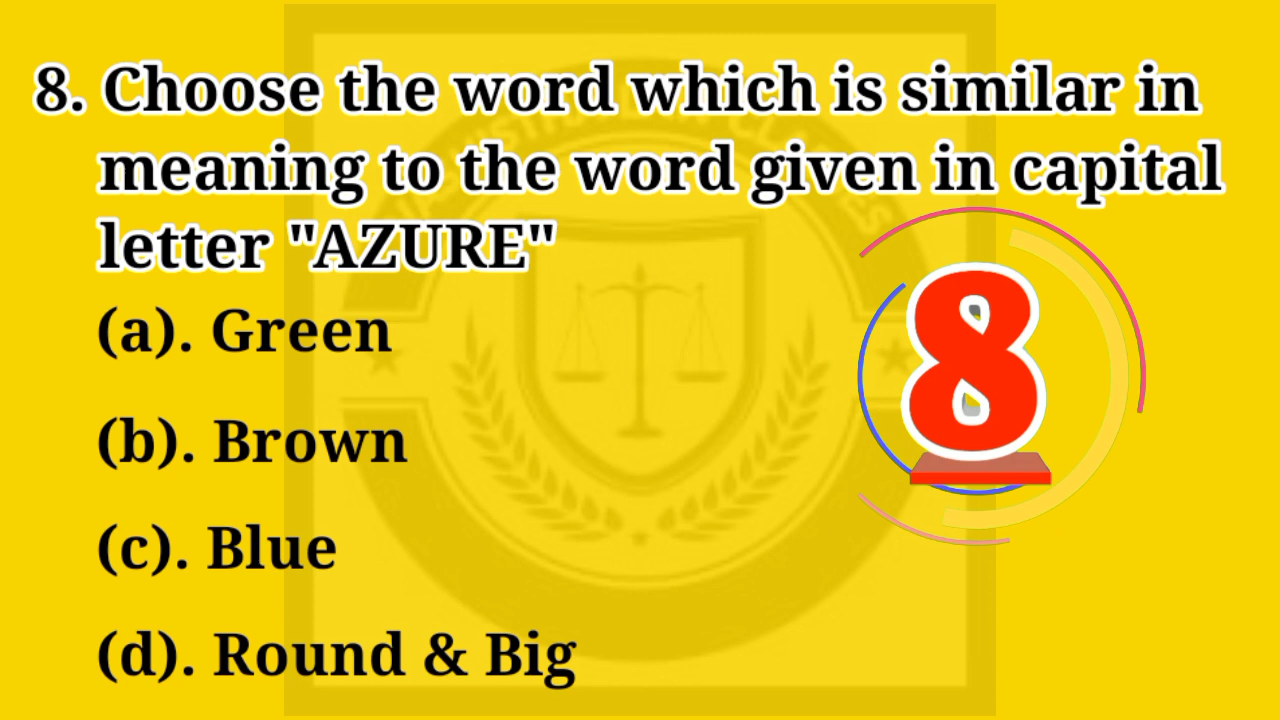 8. Choose the word which is similar in
meaning to the word given in capital
letter "AZURE"
(a). Green
(b). Brown
(c). Blue
(d). Round & Big
8